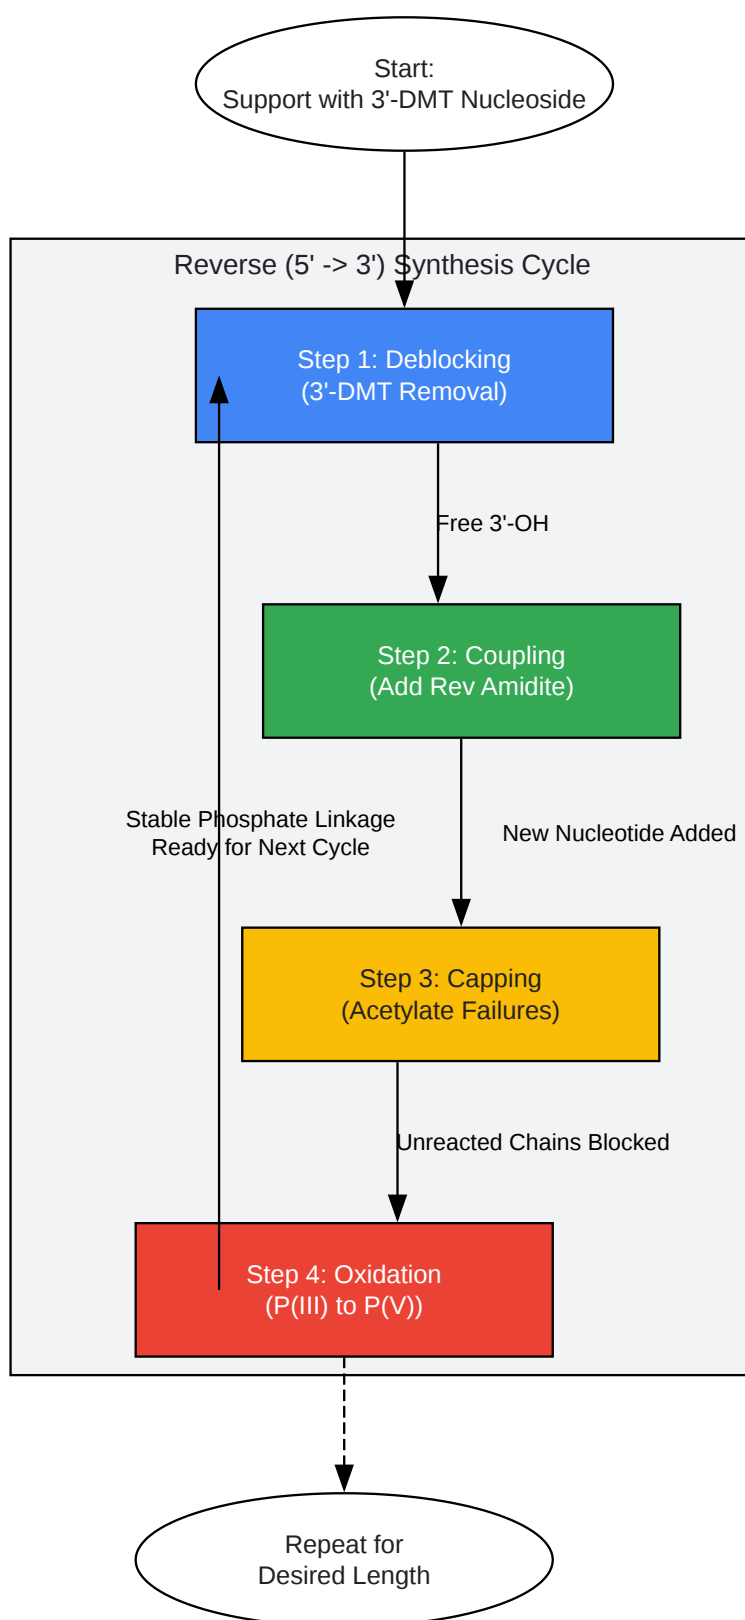 Start:
Support with 3'-DMT Nucleoside
Reverse (5' -> 3') Synthesis Cycle
Step 1: Deblocking
(3'-DMT Removal)
Free 3'-OH
Step 2: Coupling
(Add Rev Amidite)
Stable Phosphate Linkage
Ready for Next Cycle
New Nucleotide Added
Step 3: Capping
(Acetylate Failures)
Unreacted Chains Blocked
Step 4: Oxidation
(P(III) to P(V))
Repeat for
Desired Length